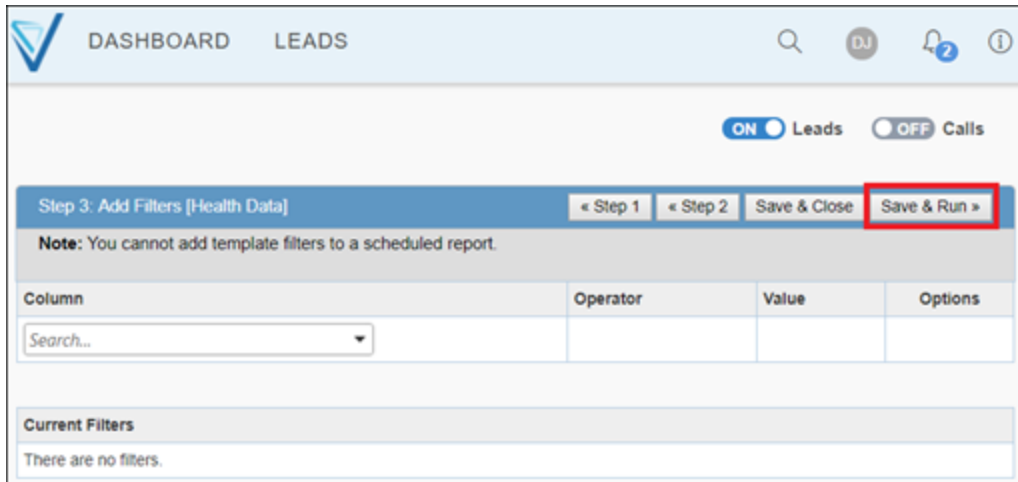 DASHBOARD LEADS DJ 2
ON Leads OFF Calls
Step 3: Add Filters [Health Data] « Step 1 « Step 2 Save & Close Save & Run »
Note: You cannot add template filters to a scheduled report.
Column Operator Value Options
Search...
Current Filters
There are no filters.